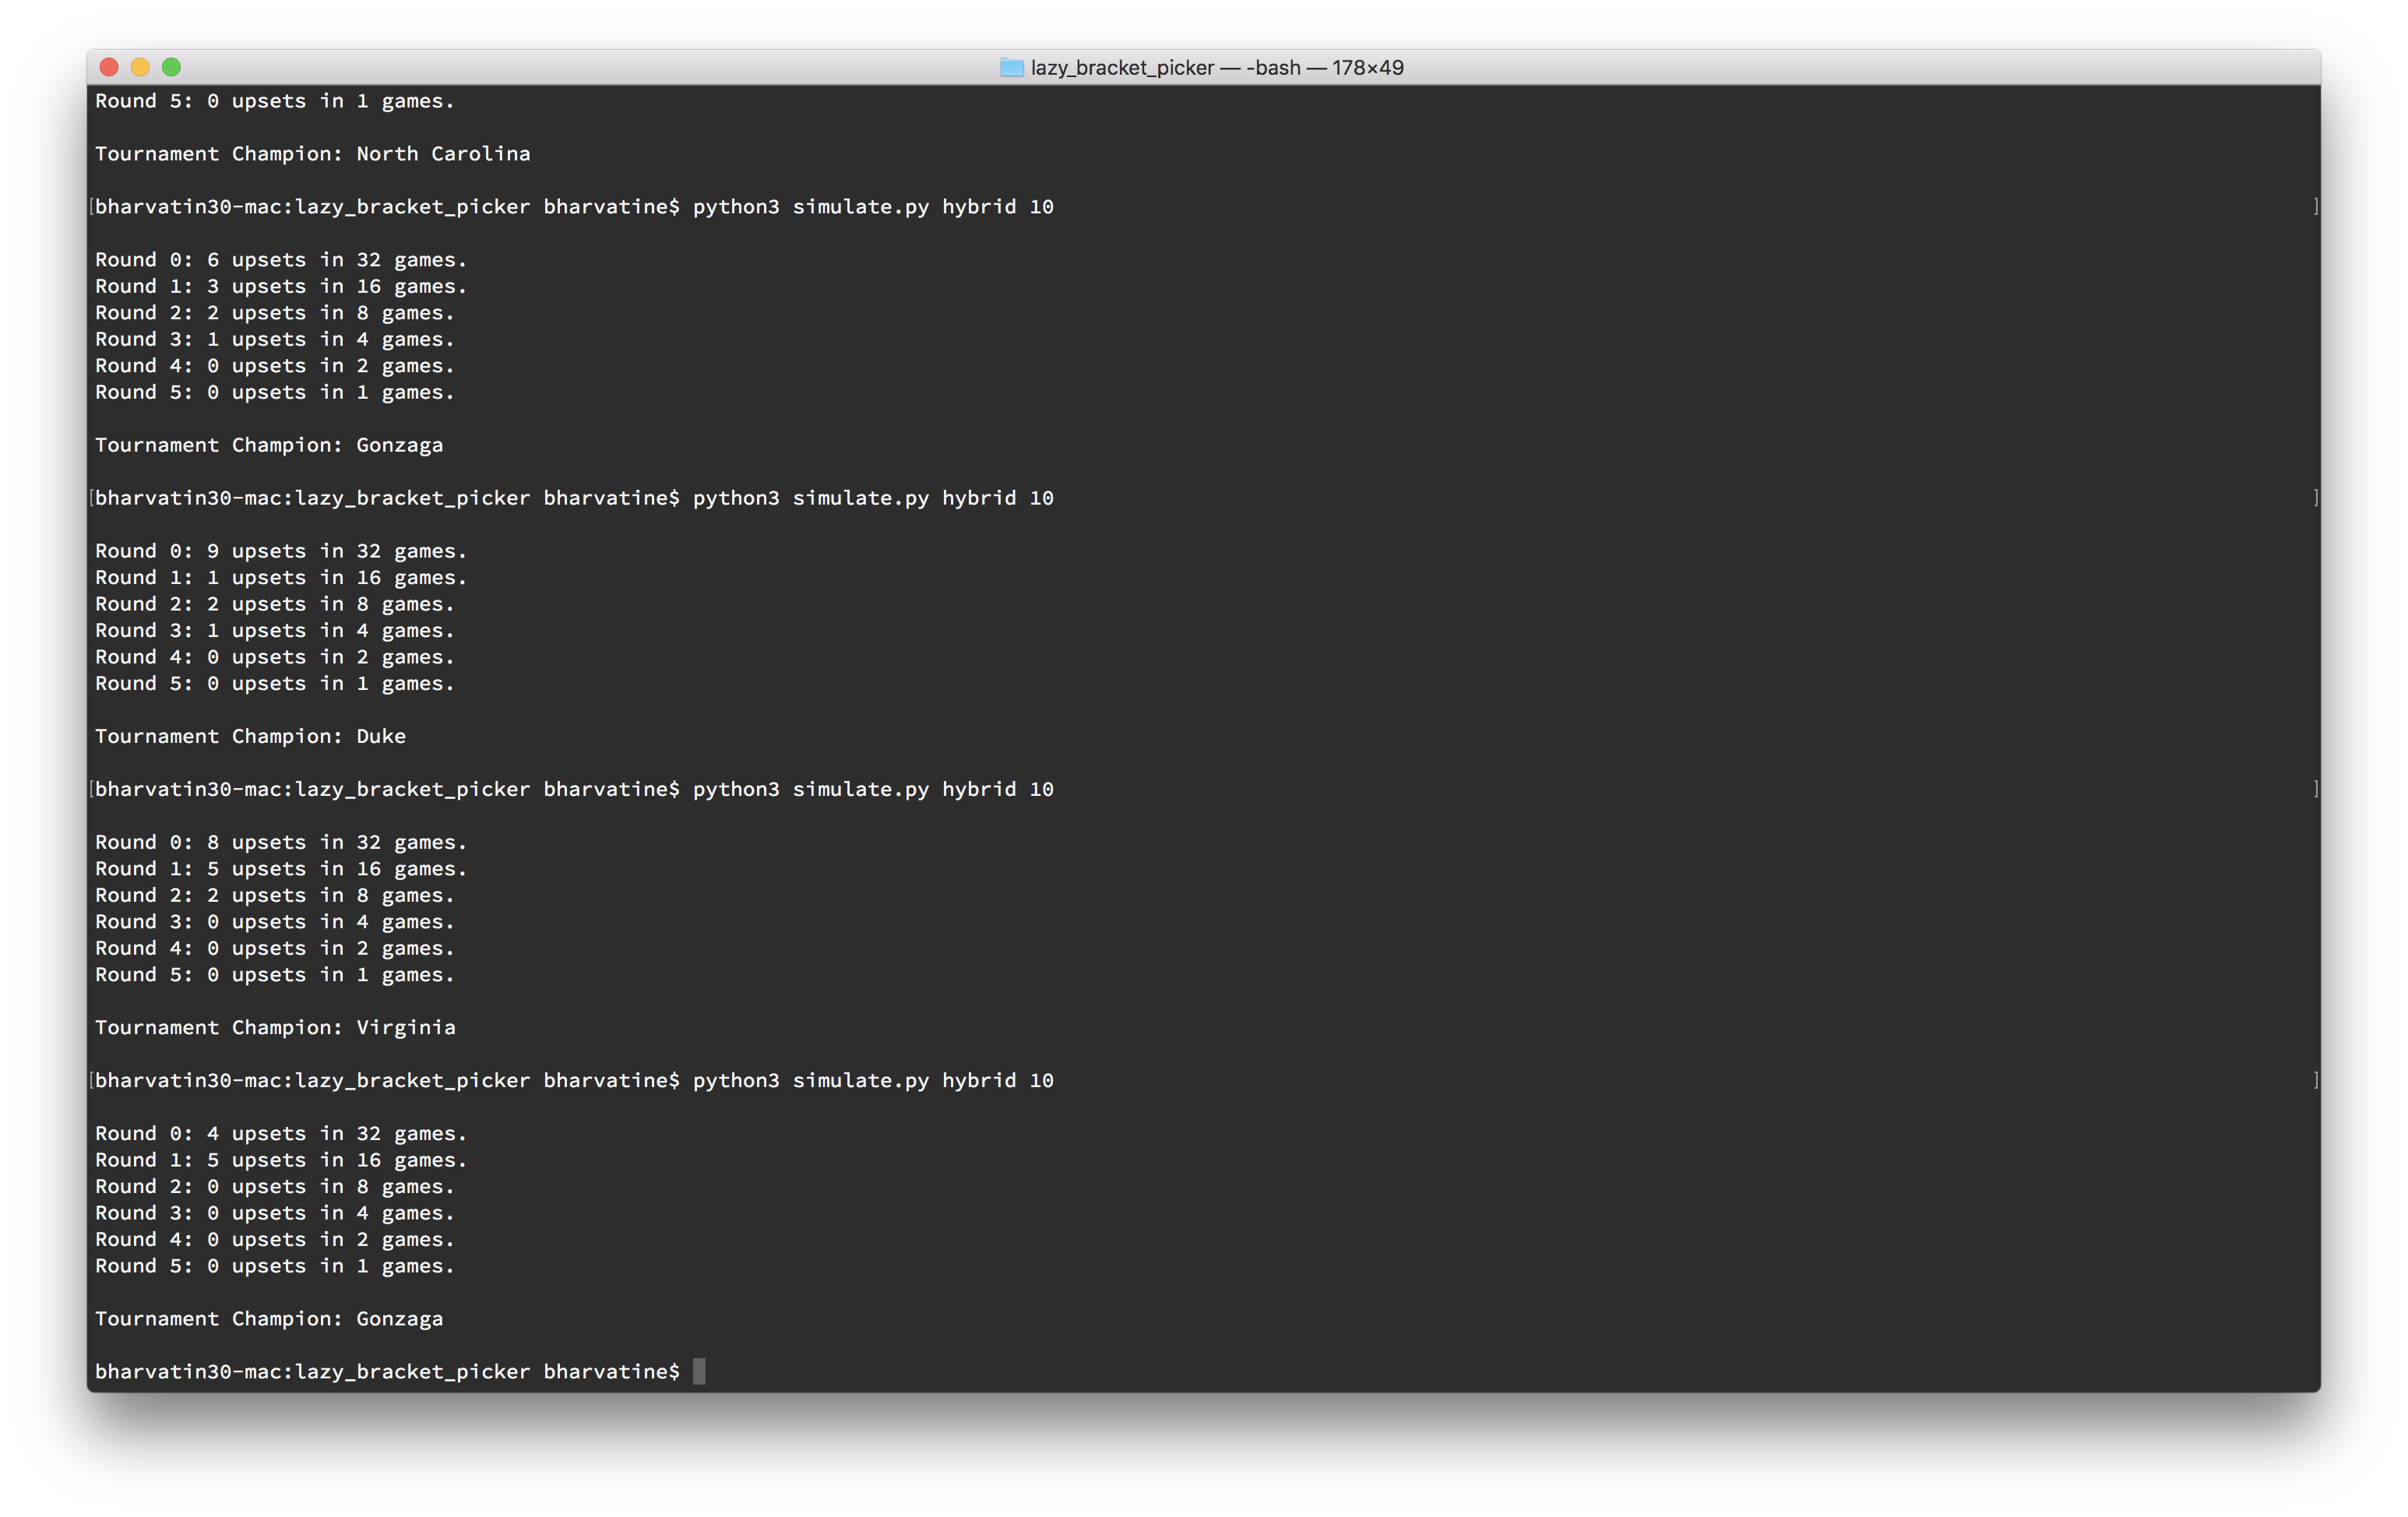 lazy_bracket_picker — -bash — 178×49
Round 5: 0 upsets in 1 games.
Tournament Champion: North Carolina
[bharvatin30-mac:lazy_bracket_picker bharvatine$ python3 simulate.py hybrid 10 ]
Round 0: 6 upsets in 32 games.
Round 1: 3 upsets in 16 games.
Round 2: 2 upsets in 8 games.
Round 3: 1 upsets in 4 games.
Round 4: 0 upsets in 2 games.
Round 5: 0 upsets in 1 games.
Tournament Champion: Gonzaga
[bharvatin30-mac:lazy_bracket_picker bharvatine$ python3 simulate.py hybrid 10 ]
Round 0: 9 upsets in 32 games.
Round 1: 1 upsets in 16 games.
Round 2: 2 upsets in 8 games.
Round 3: 1 upsets in 4 games.
Round 4: 0 upsets in 2 games.
Round 5: 0 upsets in 1 games.
Tournament Champion: Duke
[bharvatin30-mac:lazy_bracket_picker bharvatine$ python3 simulate.py hybrid 10 ]
Round 0: 8 upsets in 32 games.
Round 1: 5 upsets in 16 games.
Round 2: 2 upsets in 8 games.
Round 3: 0 upsets in 4 games.
Round 4: 0 upsets in 2 games.
Round 5: 0 upsets in 1 games.
Tournament Champion: Virginia
[bharvatin30-mac:lazy_bracket_picker bharvatine$ python3 simulate.py hybrid 10 ]
Round 0: 4 upsets in 32 games.
Round 1: 5 upsets in 16 games.
Round 2: 0 upsets in 8 games.
Round 3: 0 upsets in 4 games.
Round 4: 0 upsets in 2 games.
Round 5: 0 upsets in 1 games.
Tournament Champion: Gonzaga
bharvatin30-mac:lazy_bracket_picker bharvatine$